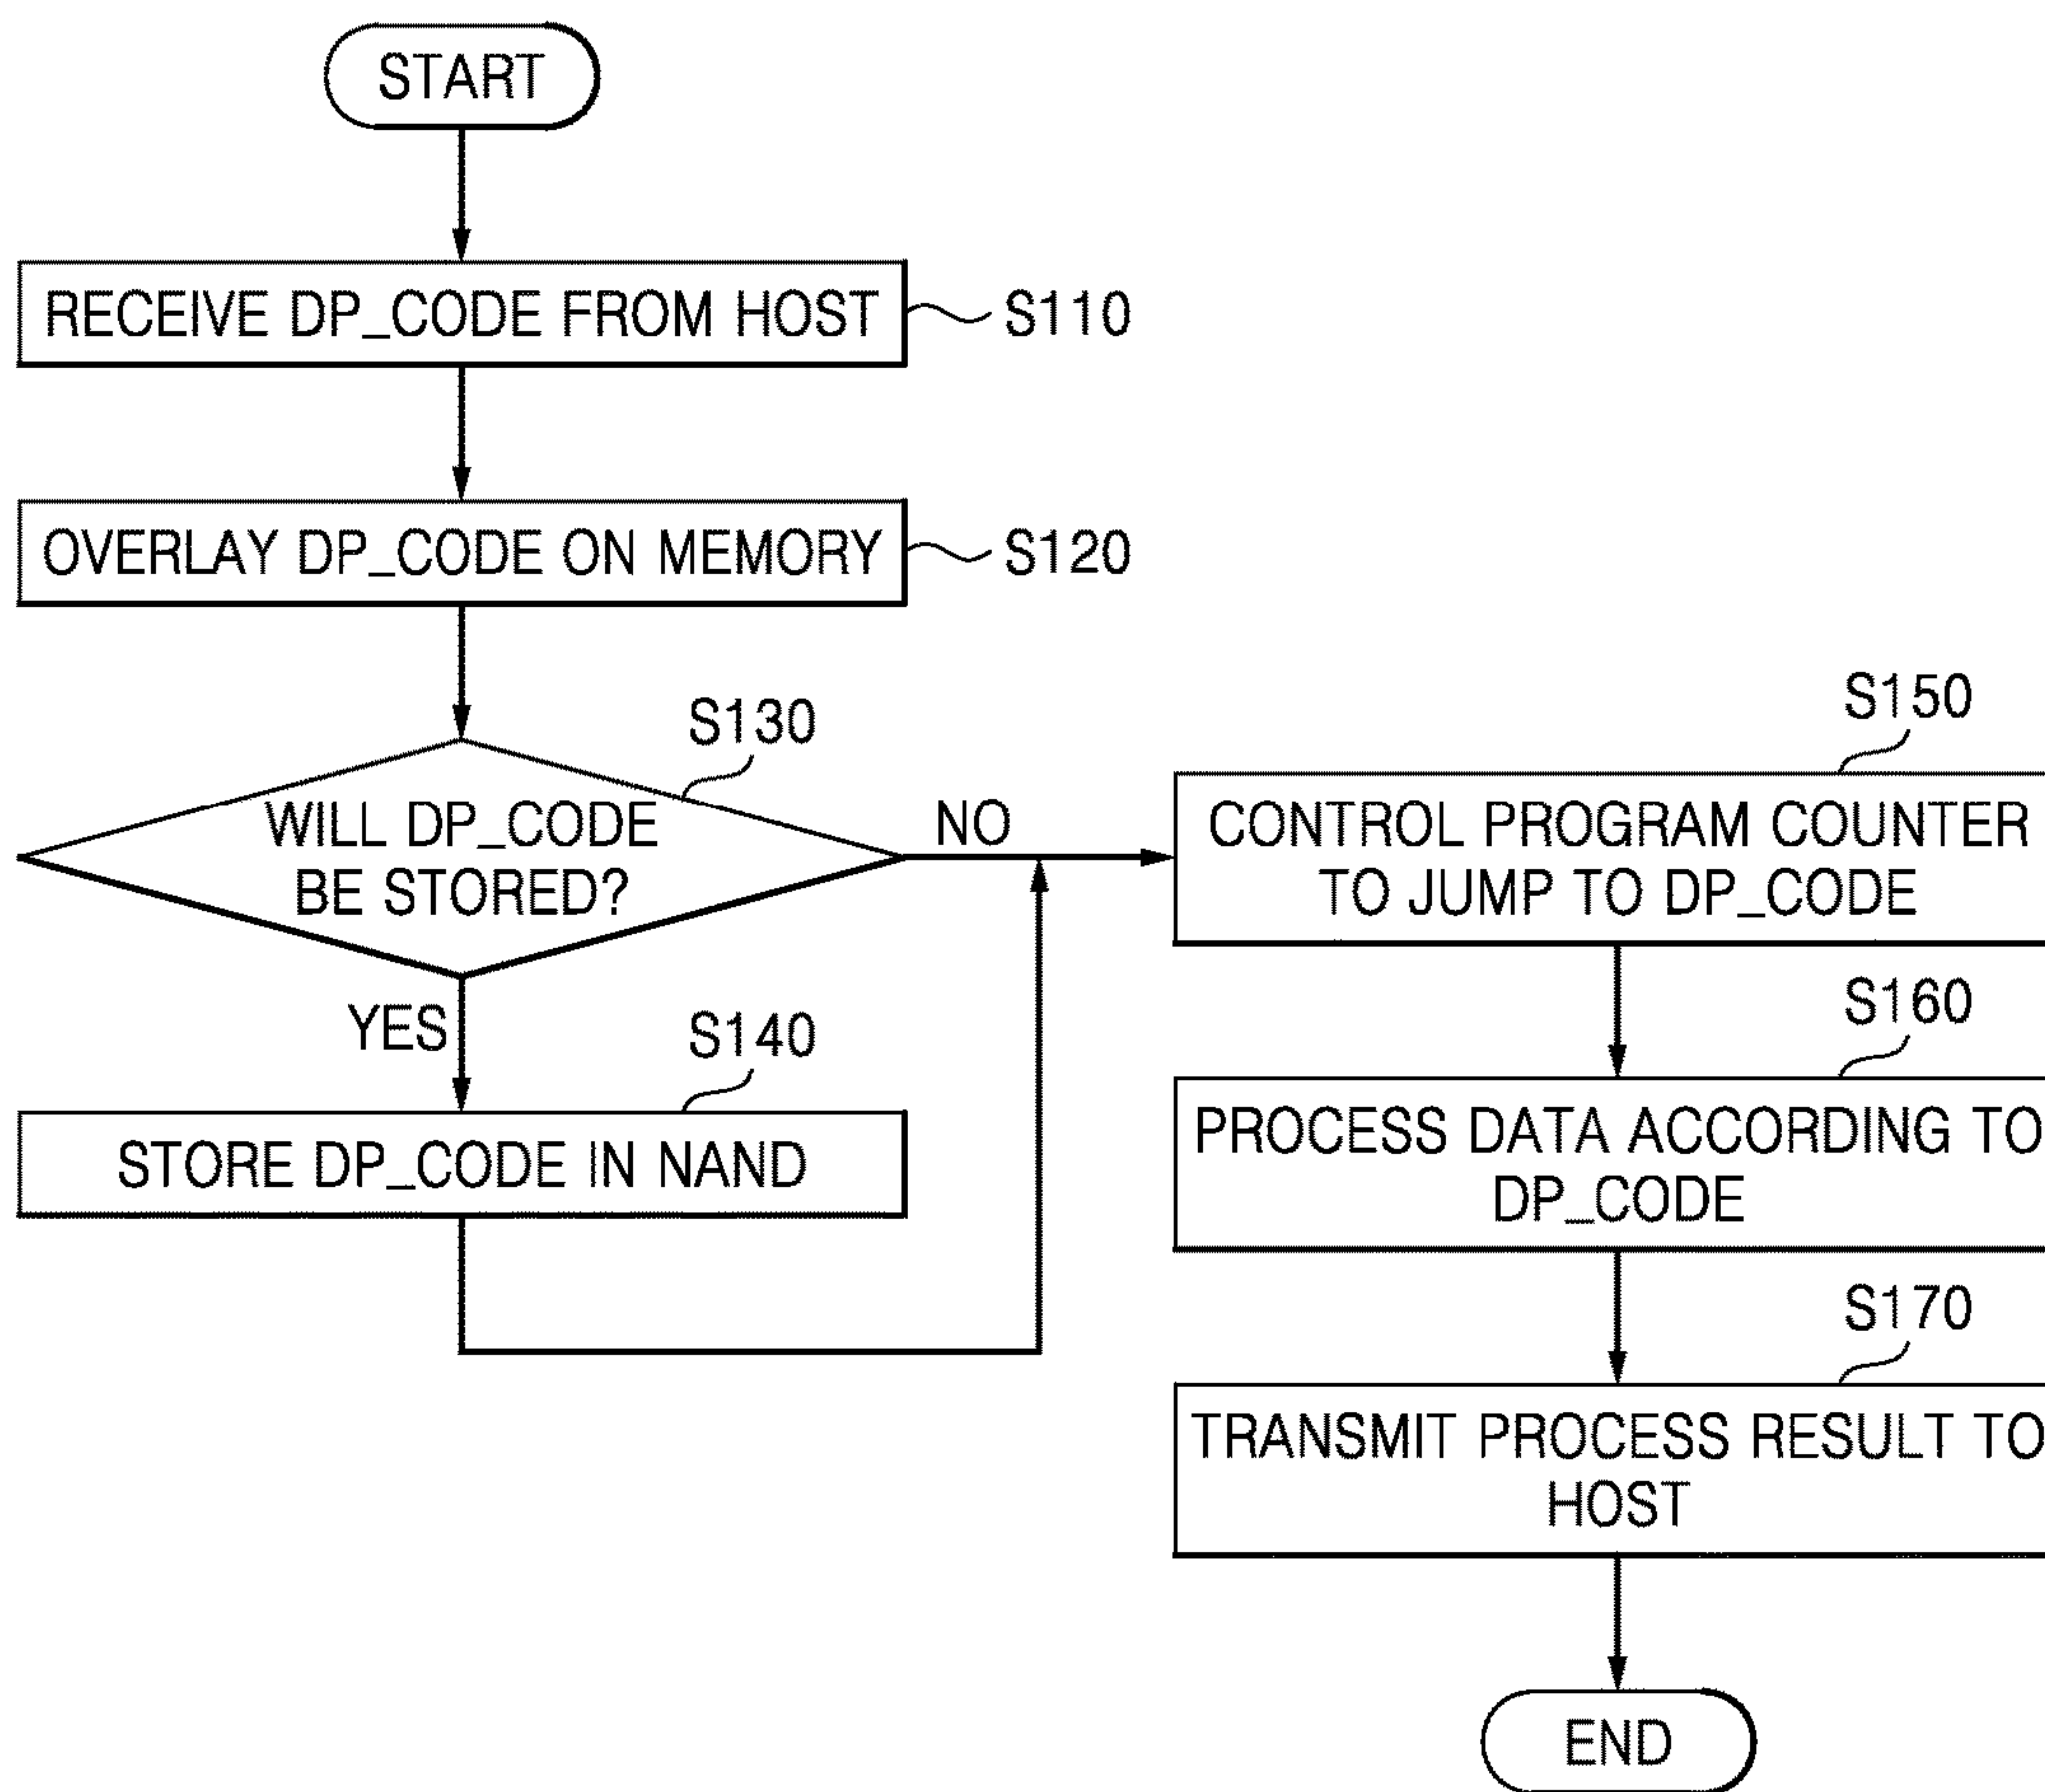 START
RECEIVE DP_CODE FROM HOST
S110
OVERLAY DP_CODE ON MEMORY
S120
S130
WILL DP_CODE
BE STORED?
NO
YES
S140
STORE DP_CODE IN NAND
S150
CONTROL PROGRAM COUNTER
TO JUMP TO DP_CODE
S160
PROCESS DATA ACCORDING TO
DP_CODE
S170
TRANSMIT PROCESS RESULT TO
HOST
END